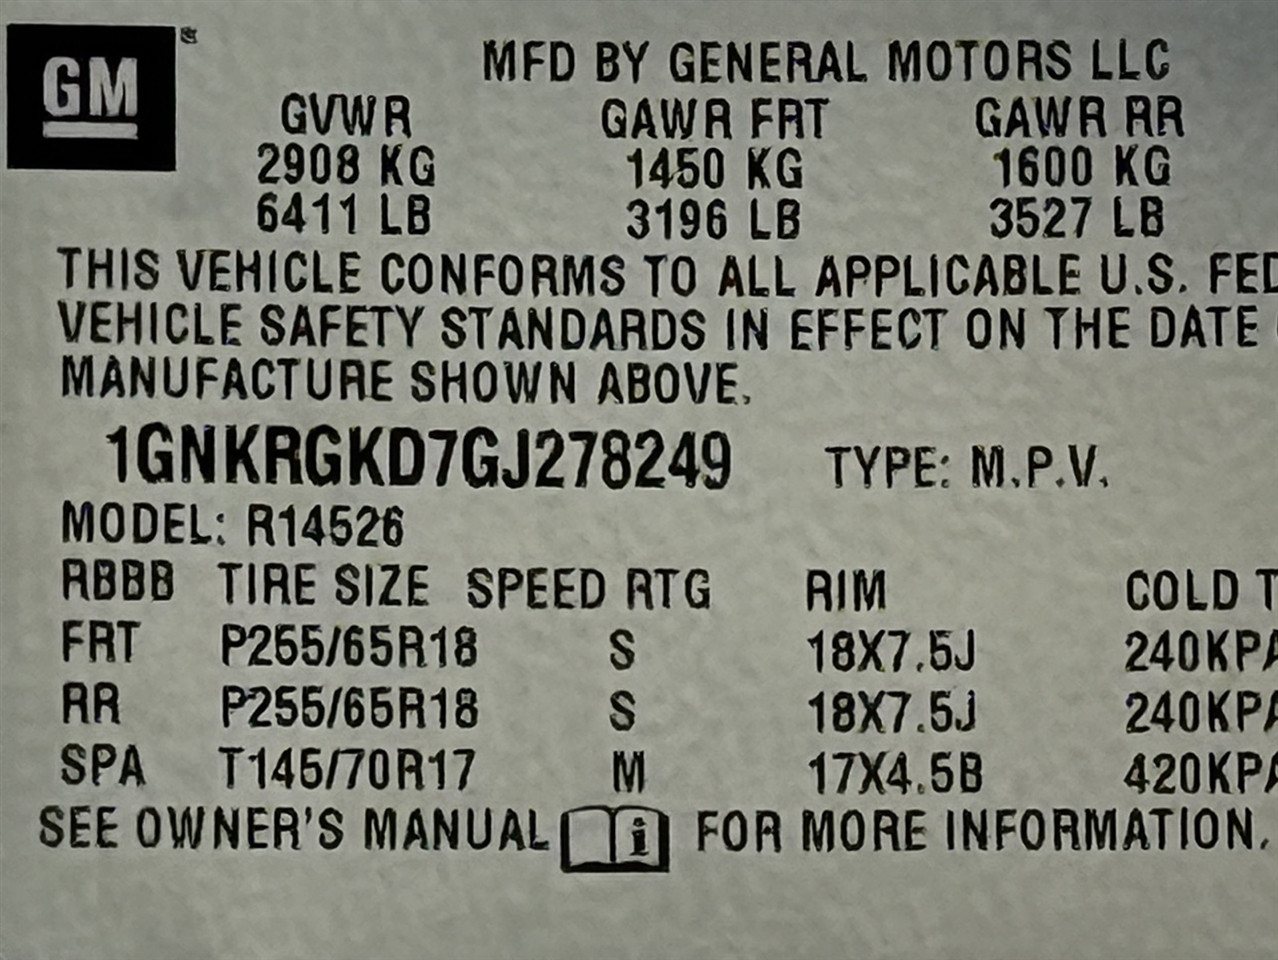 GM
MFD BY GENERAL MOTORS LLC
GVWR GAWR FRT GAWR RR
2908 KG 1450 KG 1600 KG
6411 LB 3196 LB 3527 LB
THIS VEHICLE CONFORMS TO ALL APPLICABLE U.S. FED
VEHICLE SAFETY STANDARDS IN EFFECT ON THE DATE
MANUFACTURE SHOWN ABOVE.
1GNKRGKD7GJ278249 TYPE: M.P.V.
MODEL: R14526
RBBB TIRE SIZE SPEED RTG RIM COLD T
FRT P255/65R18 S 18X7.5J 240KPA
RR P255/65R18 S 18X7.5J 240KPA
SPA T145/70R17 M 17X4.5B 420KPA
SEE OWNER'S MANUAL i FOR MORE INFORMATION.